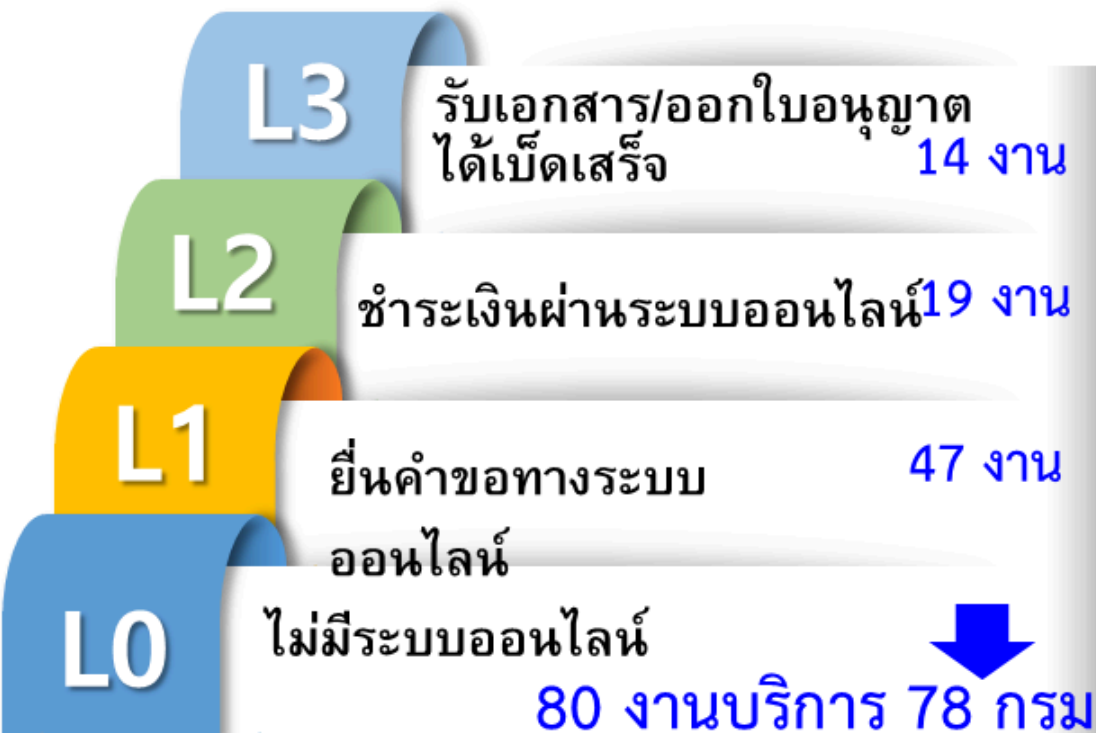 L3
รับเอกสาร/ออกใบอนุญาต
ได้เบ็ดเสร็จ 14 งาน
L2
ชำระเงินผ่านระบบออนไลน์ 19 งาน
L1
ยื่นคำขอทางระบบ 47 งาน
ออนไลน์
L0
ไม่มีระบบออนไลน์
80 งานบริการ 78 กรม